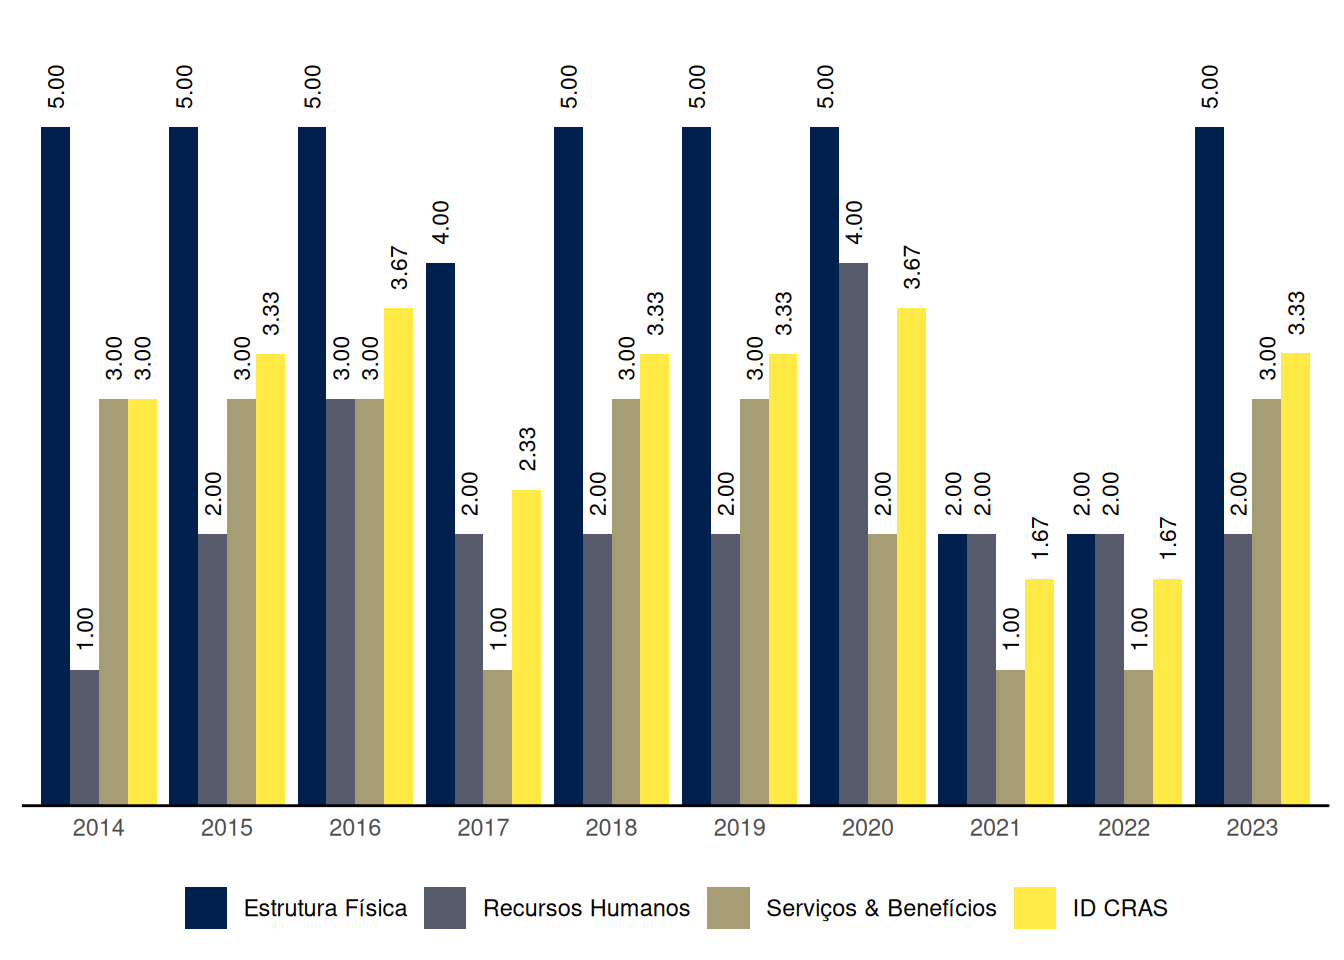 5.00 1.00 3.00 3.00 5.00 2.00 3.00 3.33 5.00 3.00 3.00 3.67 4.00 2.00 1.00 2.33 5.00 2.00 3.00 3.33 5.00 2.00 3.00 3.33 5.00 4.00 2.00 3.67 2.00 2.00 1.00 1.67 2.00 2.00 1.00 1.67 5.00 2.00 3.00 3.33
2014 2015 2016 2017 2018 2019 2020 2021 2022 2023
Estrutura Física Recursos Humanos Serviços & Benefícios ID CRAS